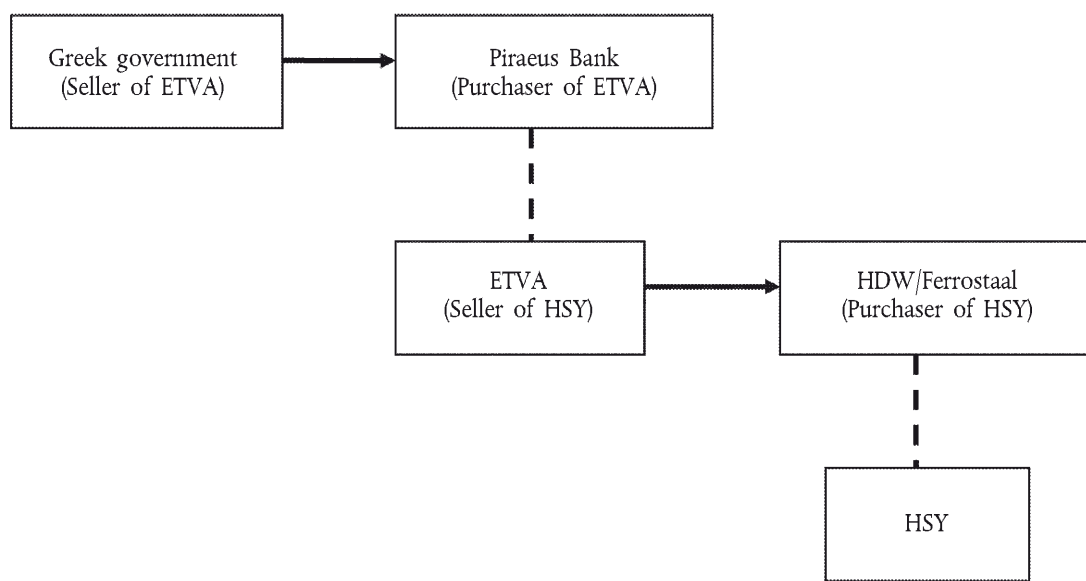 Greek government
(Seller of ETVA)
Piraeus Bank
(Purchaser of ETVA)
ETVA
(Seller of HSY)
HDW/Ferrostaal
(Purchaser of HSY)
HSY